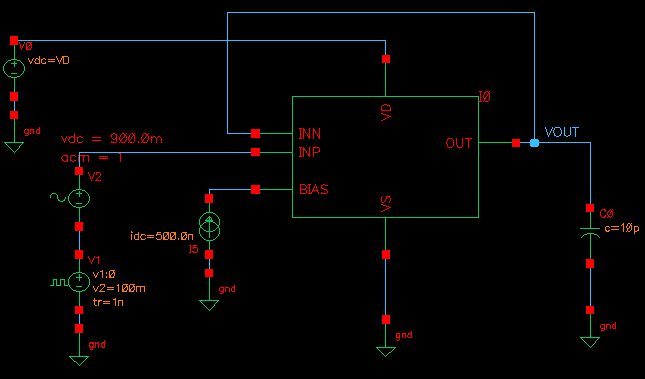 V0
vdc=VD
gnd
vdc = 900.0m
acm = 1
V2
V1
v1:0
v2=100m
tr=1n
gnd
idc=500.0n
I5
gnd
I0
VD
INN
INP
BIAS
OUT
VS
gnd
VOUT
C0
c=10p
gnd